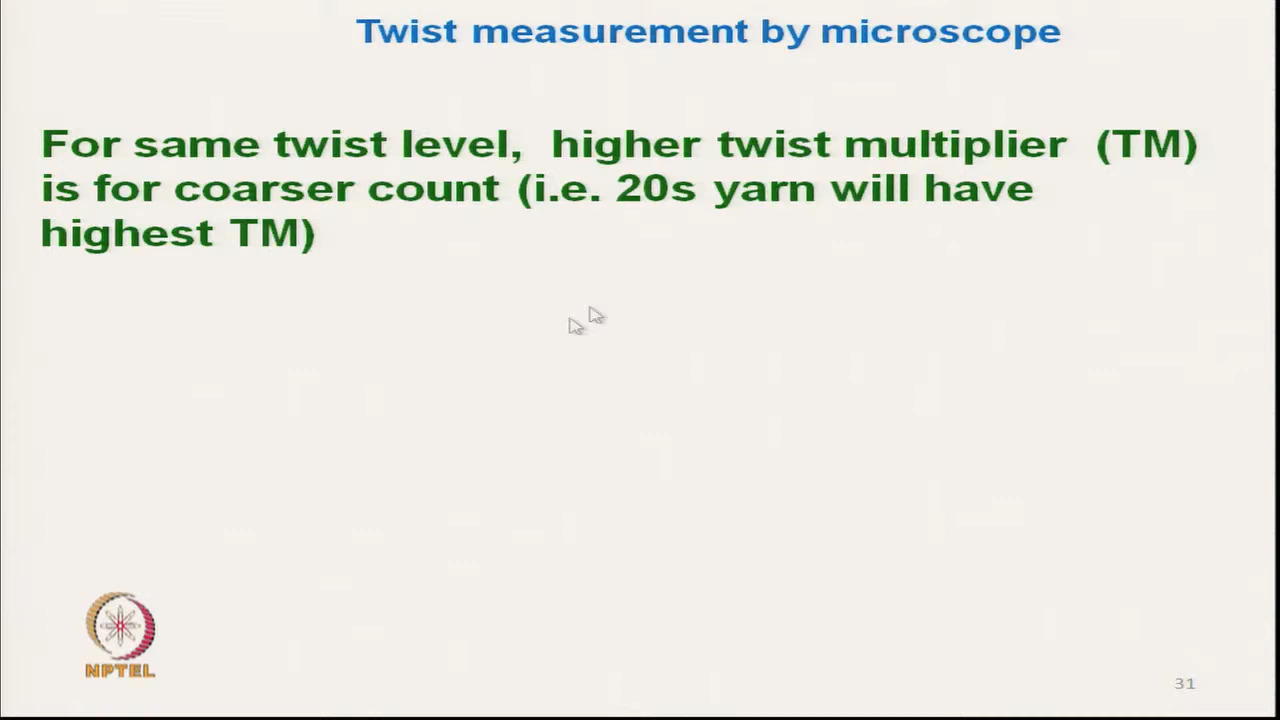 Twist measurement by microscope
For same twist level, higher twist multiplier (TM)
is for coarser count (i.e. 20s yarn will have
highest TM)
NPTEL
31